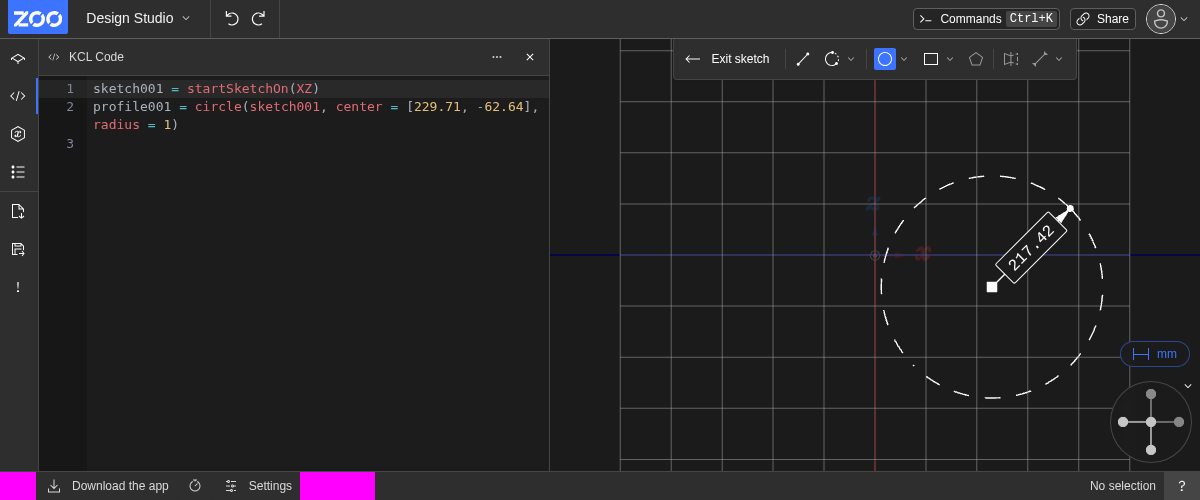 ZOO
Design Studio
Commands Ctrl+K
Share
KCL Code
Exit sketch
1 sketch001 = startSketchOn(XZ)
2 profile001 = circle(sketch001, center = [229.71, -62.64],
radius = 1)
3
Z
X
217.42
mm
!
Download the app
Settings
No selection
?